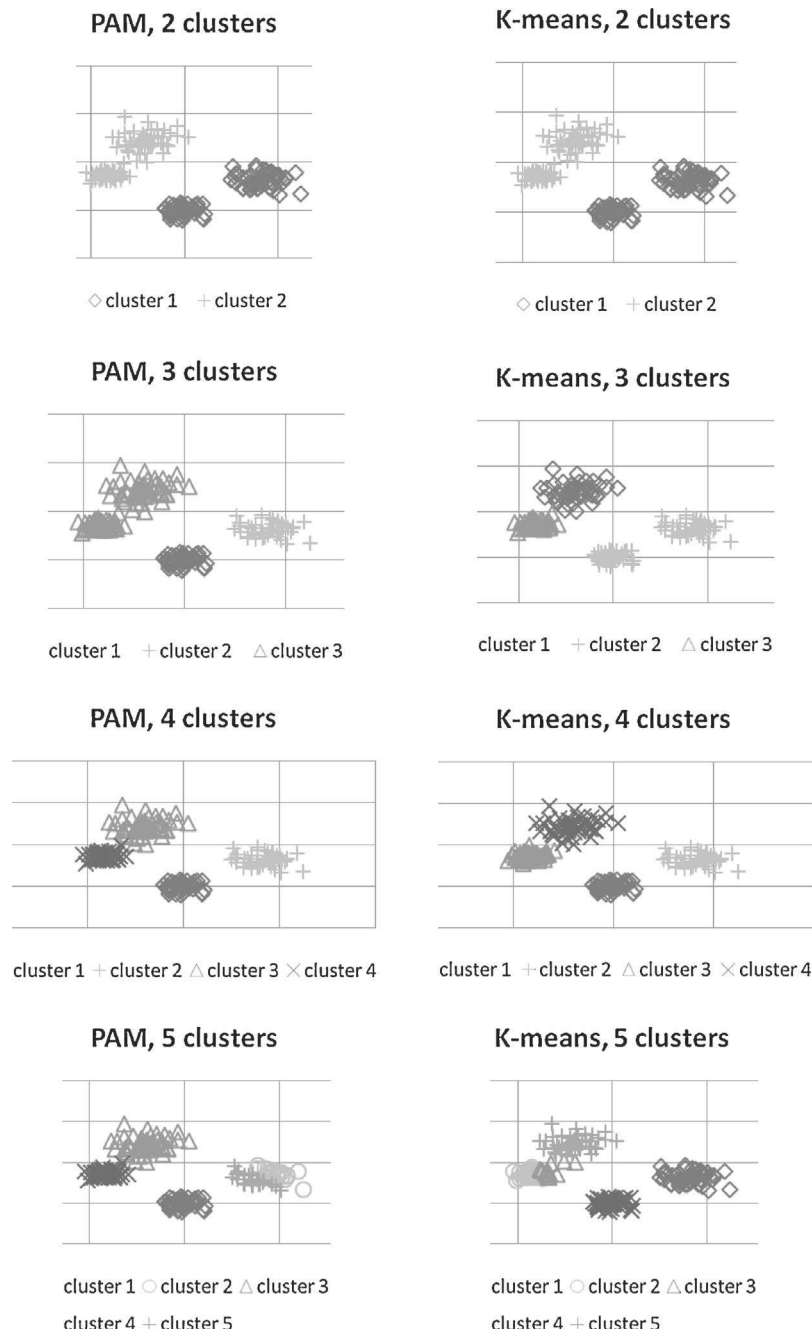 PAM, 2 clusters
K-means, 2 clusters
cluster 1 cluster 2
cluster 1 cluster 2
PAM, 3 clusters
K-means, 3 clusters
cluster 1 cluster 2 cluster 3
cluster 1 cluster 2 cluster 3
PAM, 4 clusters
K-means, 4 clusters
cluster 1 cluster 2 cluster 3 cluster 4
cluster 1 cluster 2 cluster 3 cluster 4
PAM, 5 clusters
K-means, 5 clusters
cluster 1 cluster 2 cluster 3
cluster 4 cluster 5
cluster 1 cluster 2 cluster 3
cluster 4 cluster 5